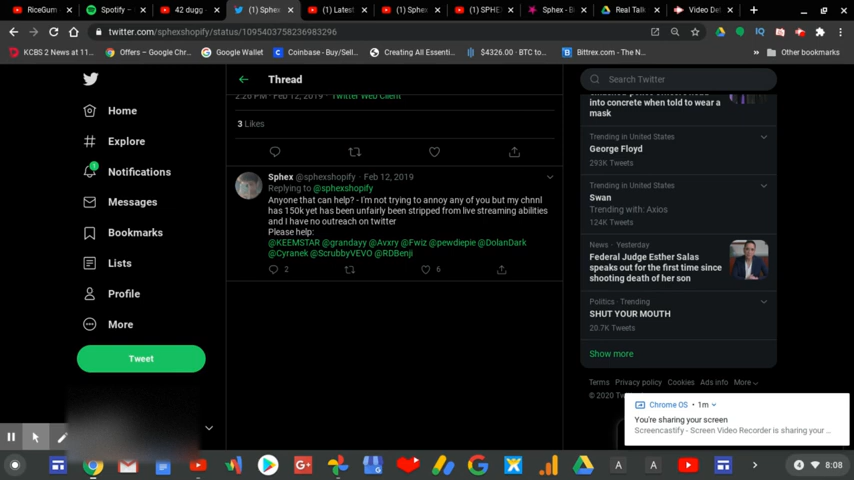 RiceGum
Spotify –
42 dugg -
(1) Sphex
(1) Latest
(1) Sphex
(1) SPHE
Sphex - B
Real Talk
Video Det
twitter.com/sphexshopify/status/1095403758236983296
KCBS 2 News at 11...
Offers – Google Chr...
Google Wallet
Coinbase - Buy/Sell...
Creating All Essenti...
$4326.00 - BTC to...
Bittrex.com - The N...
Other bookmarks
Home
Explore
1
Notifications
Messages
Bookmarks
Lists
Profile
More
Tweet
Thread
2:26 PM · Feb 12, 2019 · Twitter Web Client
3 Likes
Sphex @sphexshopify · Feb 12, 2019
Replying to @sphexshopify
Anyone that can help? - I'm not trying to annoy any of you but my chnnl
has 150k yet has been unfairly been stripped from live streaming abilities
and I have no outreach on twitter
Please help:
@KEEMSTAR @grandayy @Avxry @Fwiz @pewdiepie @DolanDark
@Cyranek @ScrubbyVEVO @RDBenji
2
6
Search Twitter
into concrete when told to wear a
mask
Trending in United States
George Floyd
293K Tweets
Trending in United States
Swan
Trending with: Axios
124K Tweets
News · Yesterday
Federal Judge Esther Salas
speaks out for the first time since
shooting death of her son
Politics · Trending
SHUT YOUR MOUTH
20.7K Tweets
Show more
Terms Privacy policy Cookies Ads info More
© 2020 Tw
Chrome OS • 1m
You're sharing your screen
Screencastify - Screen Video Recorder is sharing your ...
4
8:08